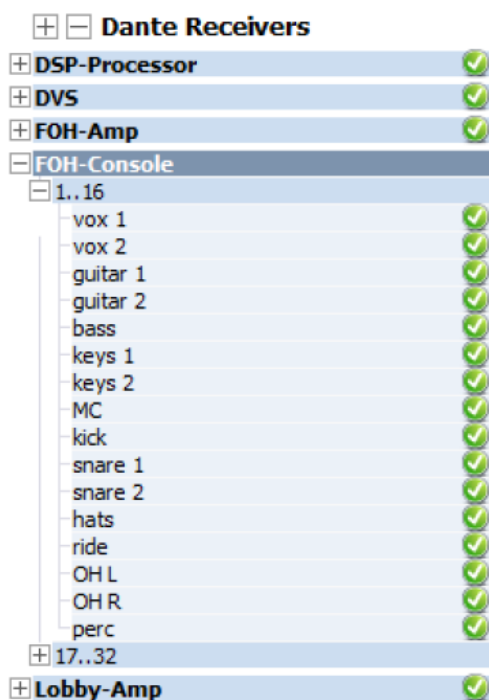 Dante Receivers
DSP-Processor
DVS
FOH-Amp
FOH-Console
1..16
vox 1
vox 2
guitar 1
guitar 2
bass
keys 1
keys 2
MC
kick
snare 1
snare 2
hats
ride
OH L
OH R
perc
17..32
Lobby-Amp